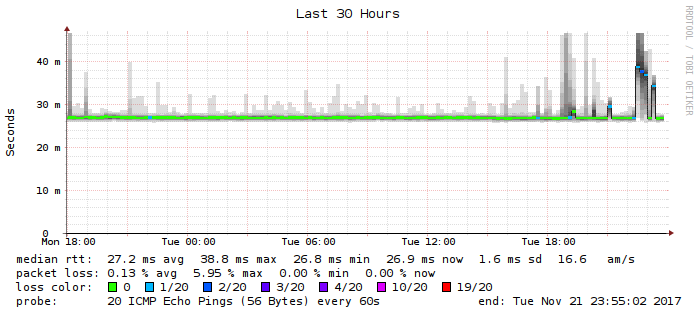 Last 30 Hours
RRDTOOL / TOBI OETIKER
Seconds
40 m
30 m
20 m
10 m
0
Mon 18:00 Tue 00:00 Tue 06:00 Tue 12:00 Tue 18:00
median rtt: 27.2 ms avg 38.8 ms max 26.8 ms min 26.9 ms now 1.6 ms sd 16.6 am/s
packet loss: 0.13 % avg 5.95 % max 0.00 % min 0.00 % now
loss color: 0 1/20 2/20 3/20 4/20 10/20 19/20
probe: 20 ICMP Echo Pings (56 Bytes) every 60s end: Tue Nov 21 23:55:02 2017